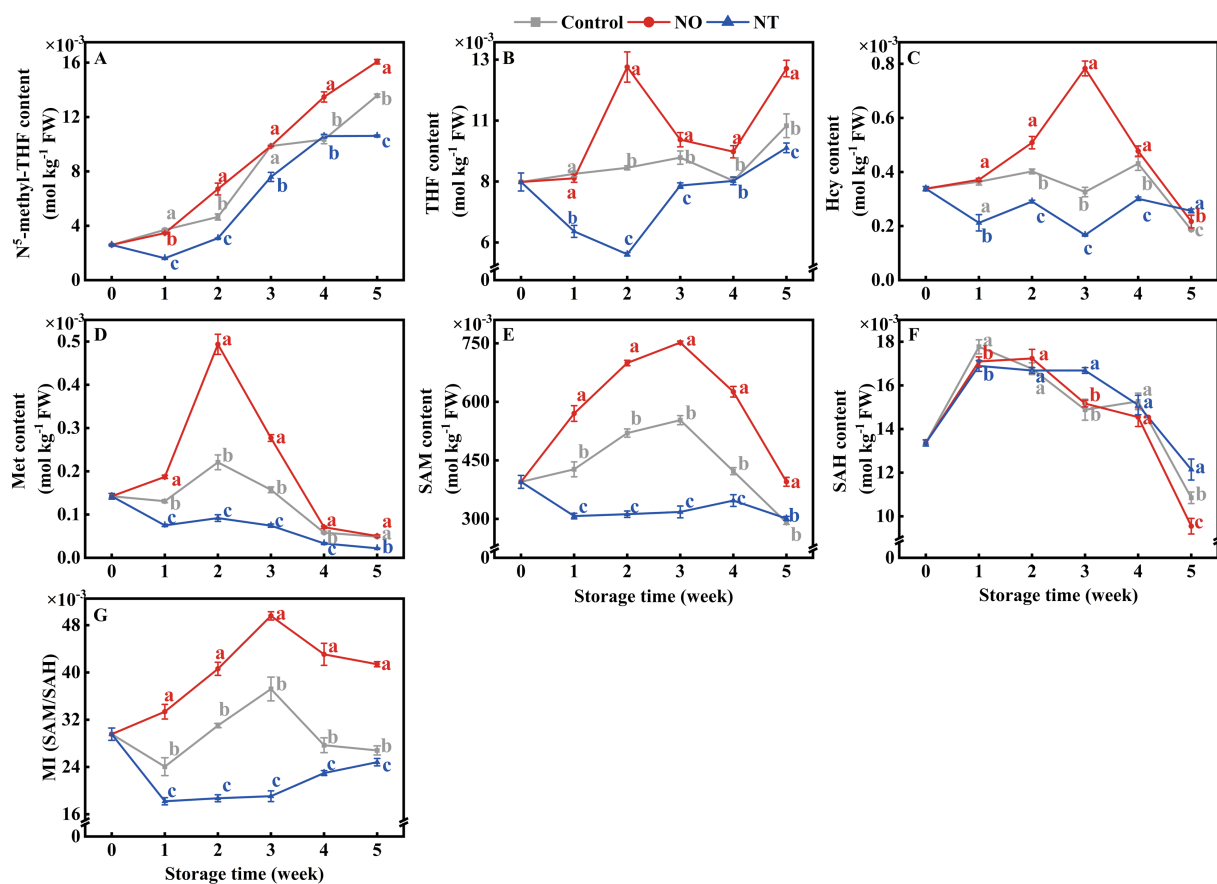 Control NO NT
×10⁻³
A
N⁵-methyl-THF content
(mol kg⁻¹ FW)
16
12
8
4
0
a
b
c
a
b
c
a
a
b
a
b
b
a
b
c
0 1 2 3 4 5
×10⁻³
B
THF content
(mol kg⁻¹ FW)
13
11
8
6
0
a
b
a
b
c
a
b
c
a
b
b
a
b
c
0 1 2 3 4 5
×10⁻³
C
Hcy content
(mol kg⁻¹ FW)
0.8
0.6
0.4
0.2
0.0
a
a
b
a
b
c
a
b
c
a
b
c
a
b
c
0 1 2 3 4 5
×10⁻³
D
Met content
(mol kg⁻¹ FW)
0.5
0.4
0.3
0.2
0.1
0.0
a
b
c
a
b
c
a
b
c
a
b
c
a
a
b
0 1 2 3 4 5
×10⁻³
E
SAM content
(mol kg⁻¹ FW)
750
600
450
300
0
a
b
c
a
b
c
a
b
c
a
b
c
a
b
b
0 1 2 3 4 5
Storage time (week)
×10⁻³
F
SAH content
(mol kg⁻¹ FW)
18
16
14
12
10
0
a
b
b
a
a
a
a
b
b
a
a
a
a
b
c
0 1 2 3 4 5
Storage time (week)
×10⁻³
G
MI (SAM/SAH)
48
40
32
24
16
0
a
b
c
a
b
c
a
b
c
a
b
c
a
b
c
0 1 2 3 4 5
Storage time (week)